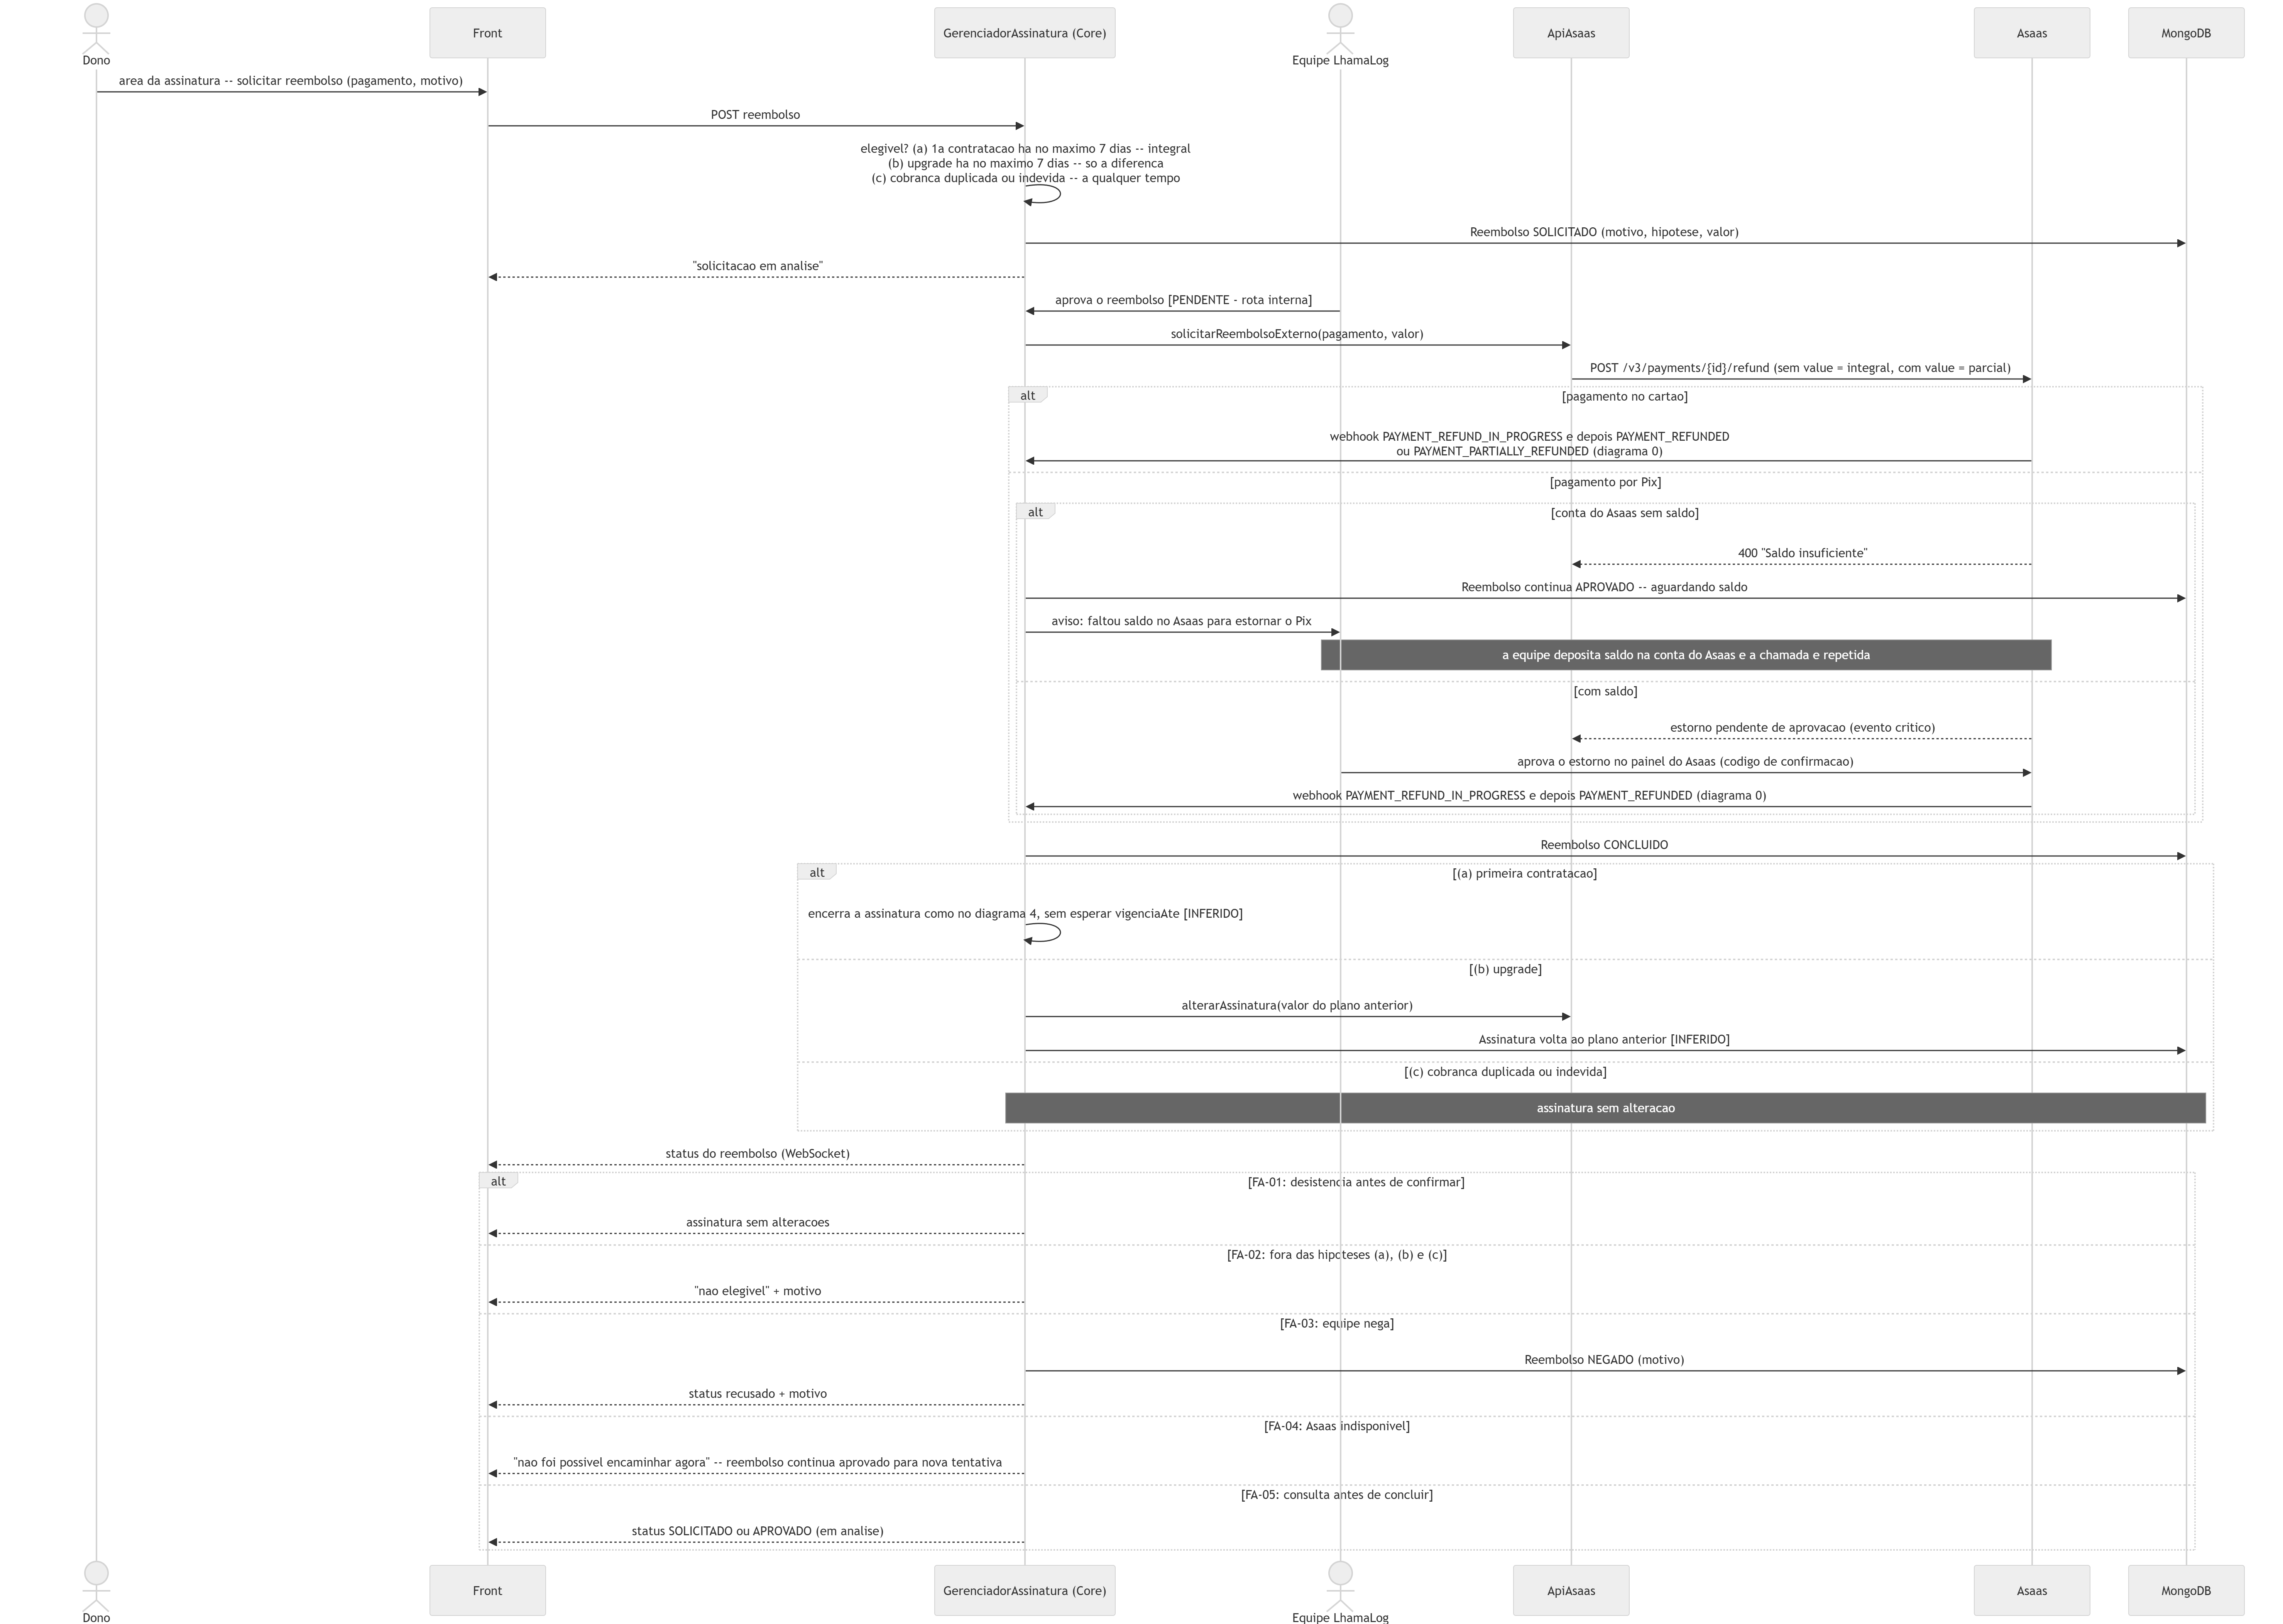 Dono
Front
GerenciadorAssinatura (Core)
Equipe LhamaLog
ApiAsaas
Asaas
MongoDB
area da assinatura -- solicitar reembolso (pagamento, motivo)
POST reembolso
elegivel? (a) 1a contratacao ha no maximo 7 dias -- integral
(b) upgrade ha no maximo 7 dias -- so a diferenca
(c) cobranca duplicada ou indevida -- a qualquer tempo
Reembolso SOLICITADO (motivo, hipotese, valor)
"solicitacao em analise"
aprova o reembolso [PENDENTE - rota interna]
solicitarReembolsoExterno(pagamento, valor)
POST /v3/payments/{id}/refund (sem value = integral, com value = parcial)
alt
[pagamento no cartao]
webhook PAYMENT_REFUND_IN_PROGRESS e depois PAYMENT_REFUNDED
ou PAYMENT_PARTIALLY_REFUNDED (diagrama 0)
[pagamento por Pix]
alt
[conta do Asaas sem saldo]
400 "Saldo insuficiente"
Reembolso continua APROVADO -- aguardando saldo
aviso: faltou saldo no Asaas para estornar o Pix
a equipe deposita saldo na conta do Asaas e a chamada e repetida
[com saldo]
estorno pendente de aprovacao (evento critico)
aprova o estorno no painel do Asaas (codigo de confirmacao)
webhook PAYMENT_REFUND_IN_PROGRESS e depois PAYMENT_REFUNDED (diagrama 0)
Reembolso CONCLUIDO
alt
[(a) primeira contratacao]
encerra a assinatura como no diagrama 4, sem esperar vigenciaAte [INFERIDO]
[(b) upgrade]
alterarAssinatura(valor do plano anterior)
Assinatura volta ao plano anterior [INFERIDO]
[(c) cobranca duplicada ou indevida]
assinatura sem alteracao
status do reembolso (WebSocket)
alt
[FA-01: desistencia antes de confirmar]
assinatura sem alteracoes
[FA-02: fora das hipoteses (a), (b) e (c)]
"nao elegivel" + motivo
[FA-03: equipe nega]
Reembolso NEGADO (motivo)
status recusado + motivo
[FA-04: Asaas indisponivel]
"nao foi possivel encaminhar agora" -- reembolso continua aprovado para nova tentativa
[FA-05: consulta antes de concluir]
status SOLICITADO ou APROVADO (em analise)
Dono
Front
GerenciadorAssinatura (Core)
Equipe LhamaLog
ApiAsaas
Asaas
MongoDB